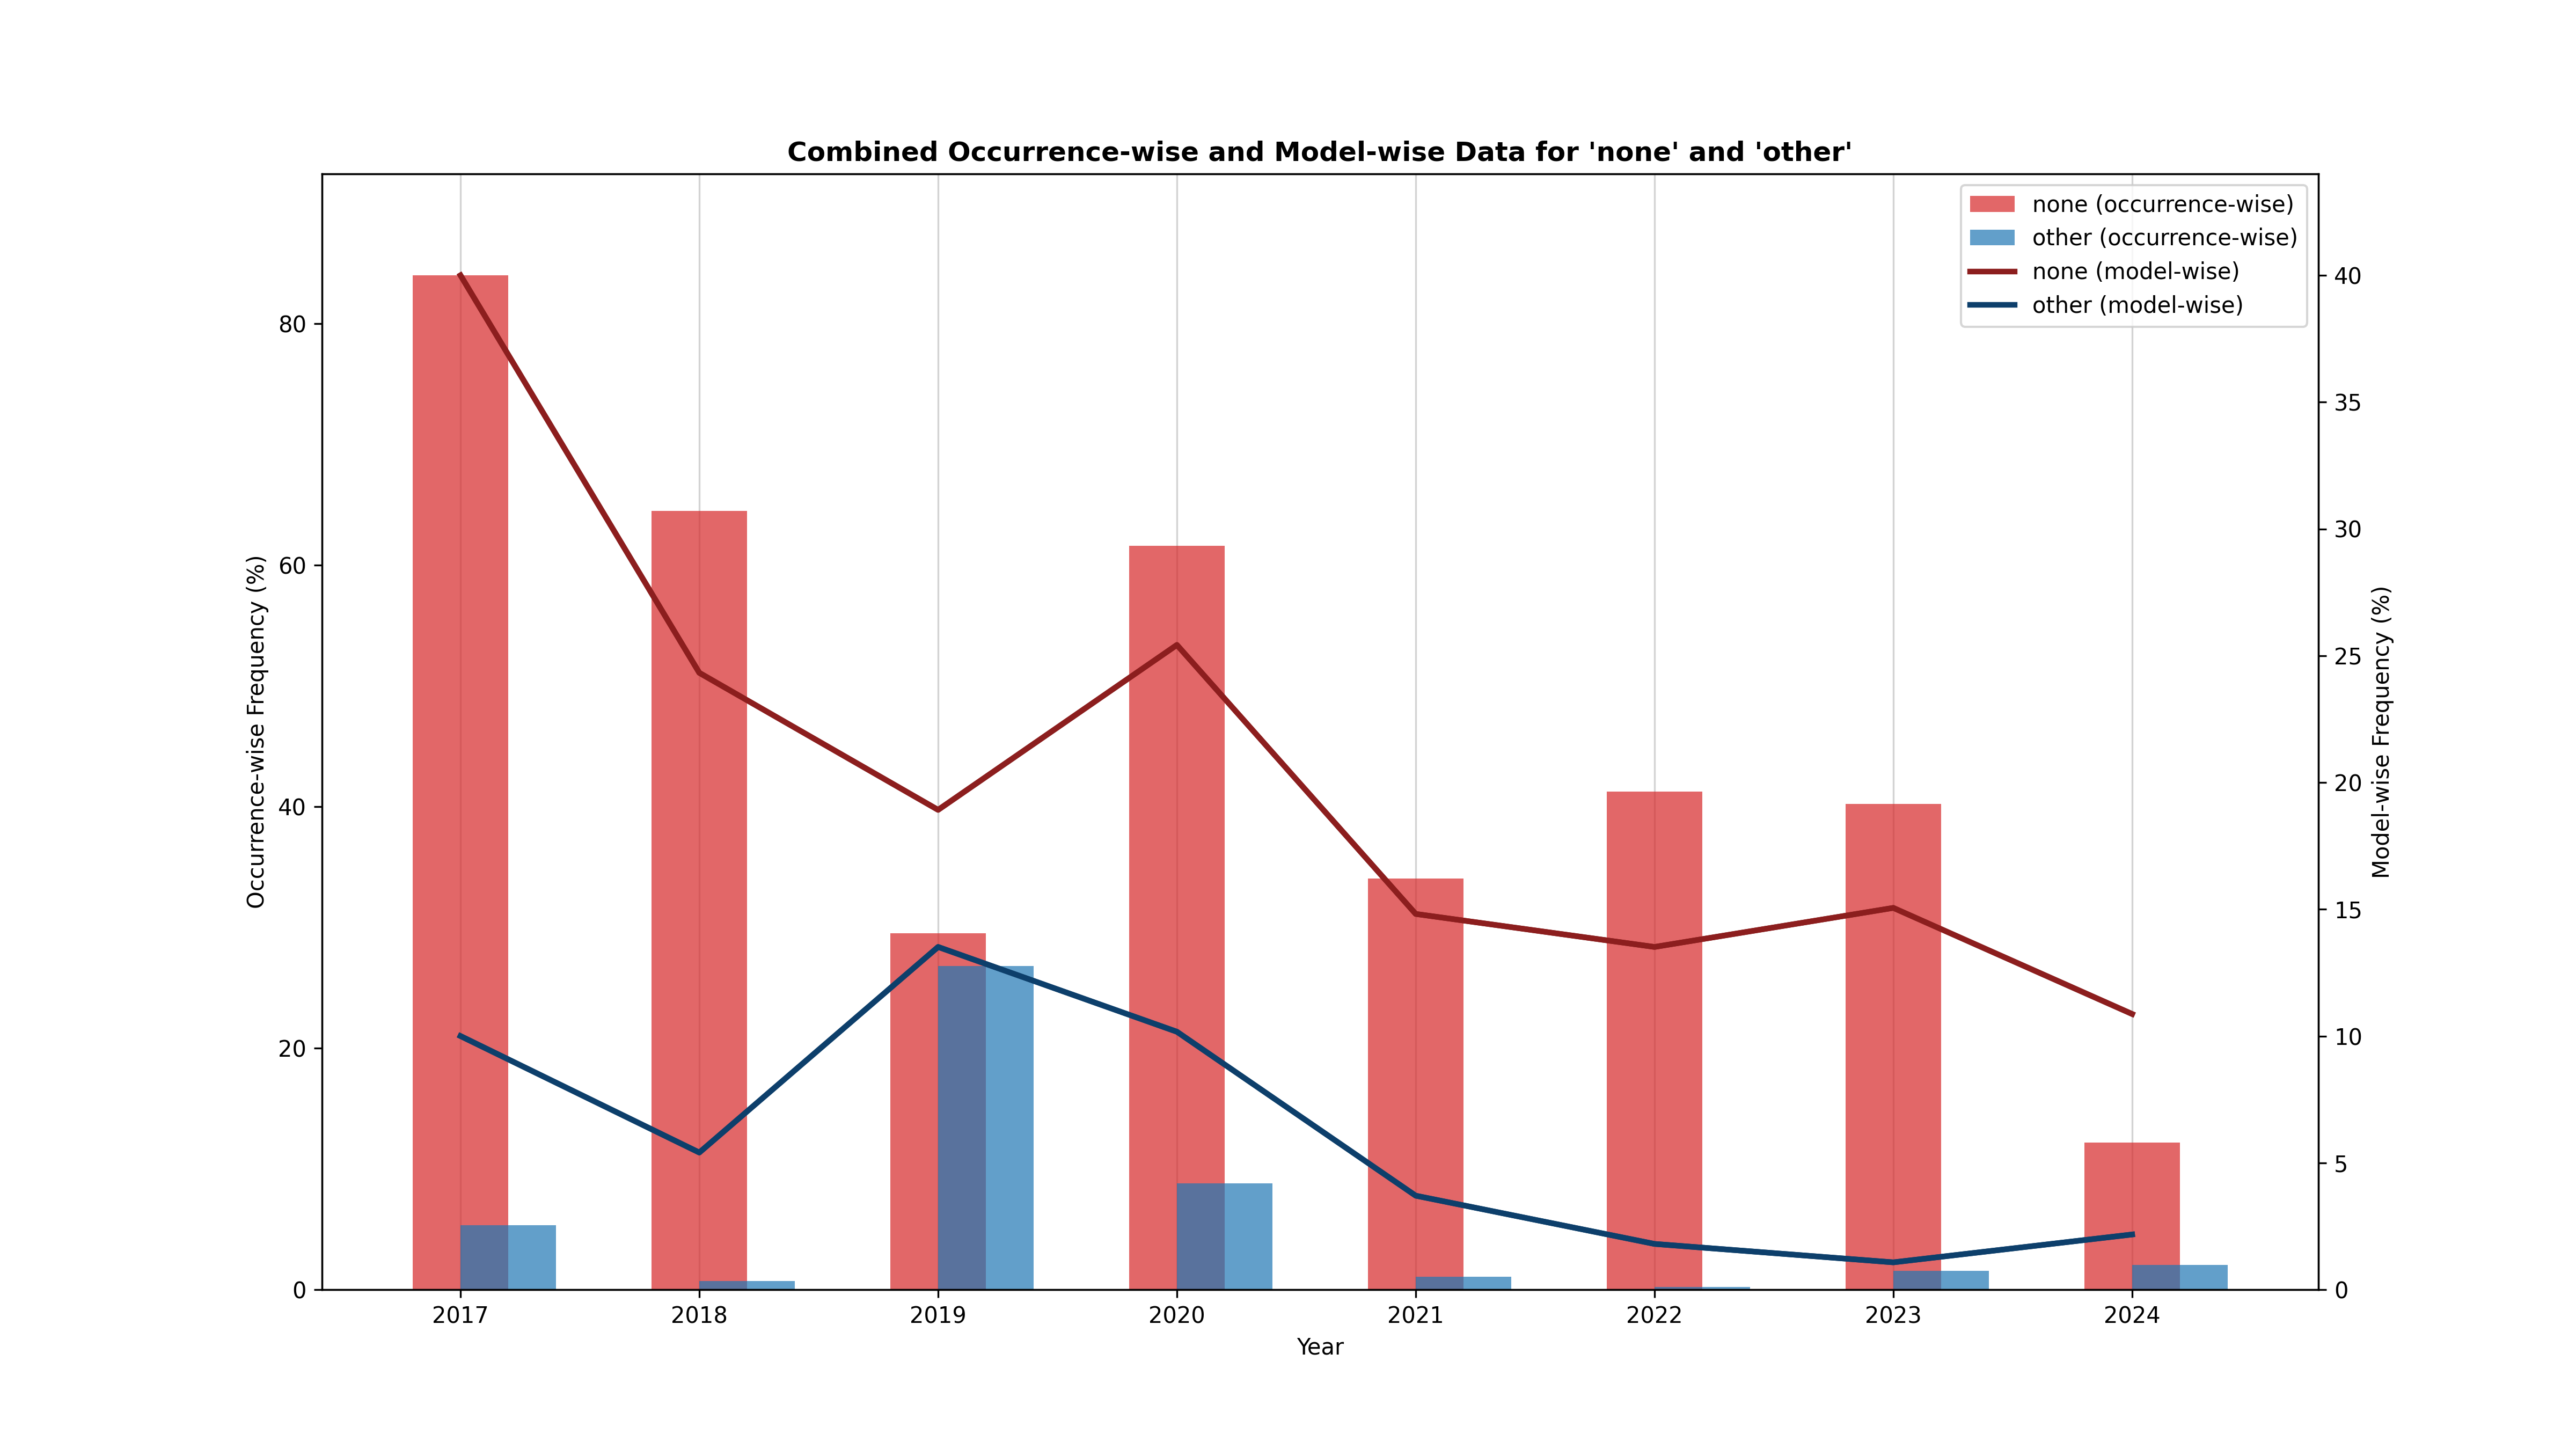 Combined Occurrence-wise and Model-wise Data for 'none' and 'other'
none (occurrence-wise)
other (occurrence-wise)
none (model-wise)
other (model-wise)
Occurrence-wise Frequency (%)
80
60
40
20
0
Model-wise Frequency (%)
40
35
30
25
20
15
10
5
0
2017 2018 2019 2020 2021 2022 2023 2024
Year